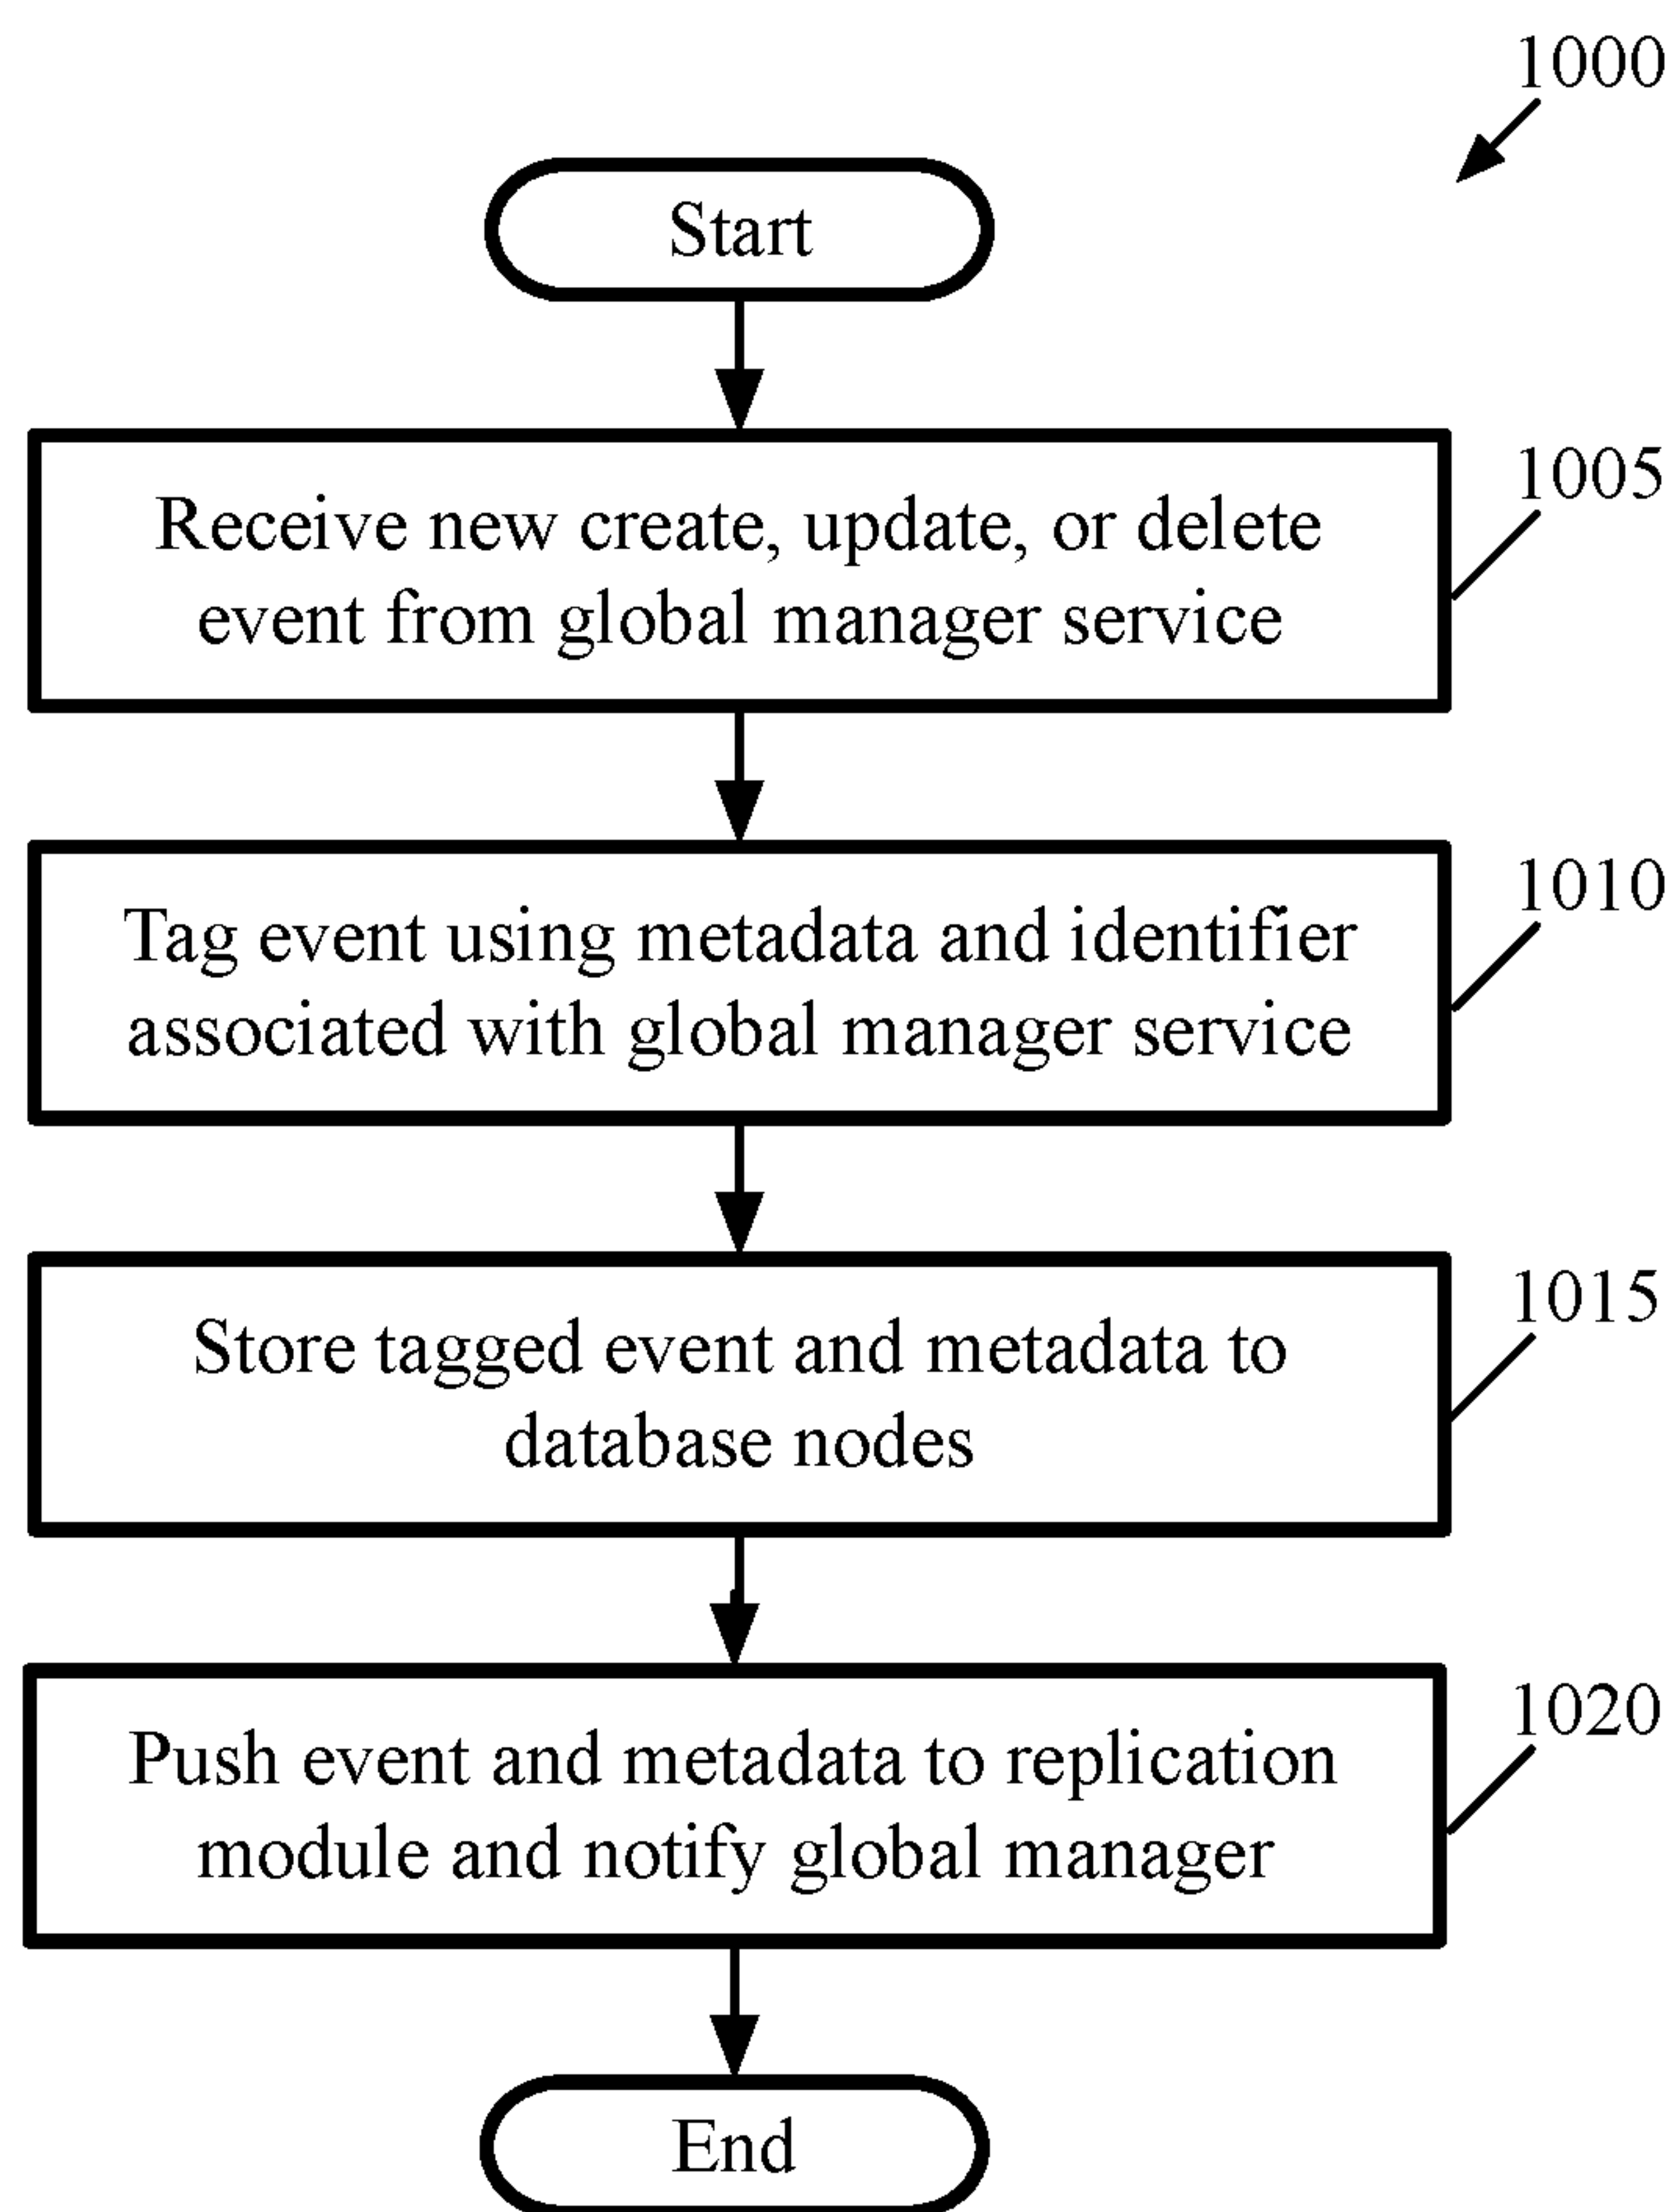 1000
Start
1005
Receive new create, update, or delete
event from global manager service
1010
Tag event using metadata and identifier
associated with global manager service
1015
Store tagged event and metadata to
database nodes
1020
Push event and metadata to replication
module and notify global manager
End